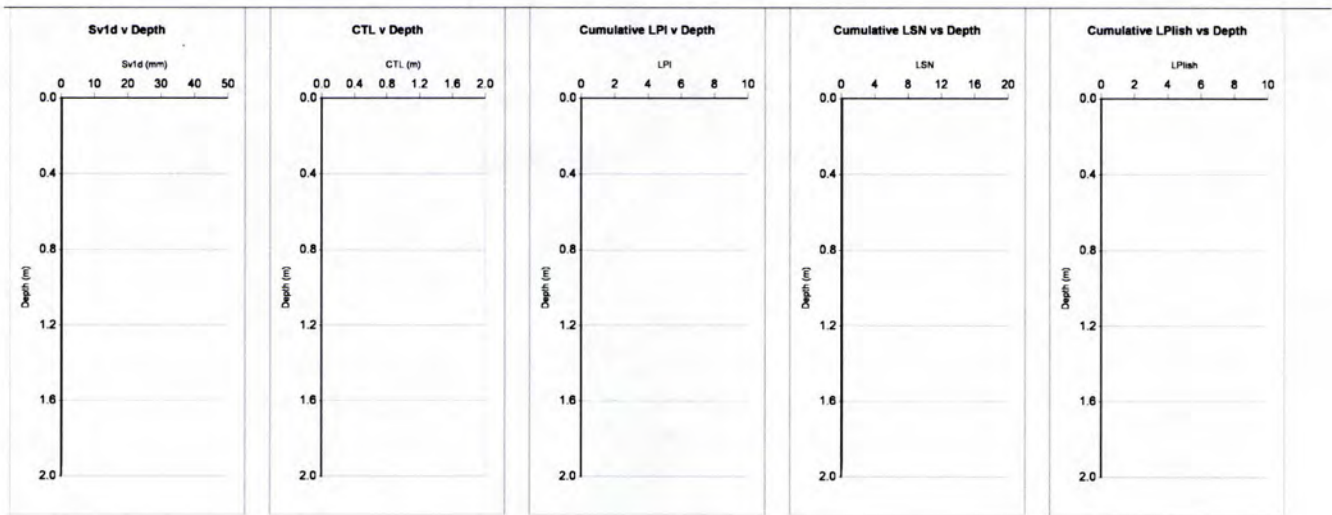 Sv1d v Depth
Sv1d (mm)
0 10 20 30 40 50
0.0
0.4
0.8
1.2
1.6
2.0
Depth (m)
CTL v Depth
CTL (m)
0.0 0.4 0.8 1.2 1.6 2.0
0.0
0.4
0.8
1.2
1.6
2.0
Depth (m)
Cumulative LPI v Depth
LPI
0 2 4 6 8 10
0.0
0.4
0.8
1.2
1.6
2.0
Depth (m)
Cumulative LSN vs Depth
LSN
0 4 8 12 16 20
0.0
0.4
0.8
1.2
1.6
2.0
Depth (m)
Cumulative LPIish vs Depth
LPIish
0 2 4 6 8 10
0.0
0.4
0.8
1.2
1.6
2.0
Depth (m)